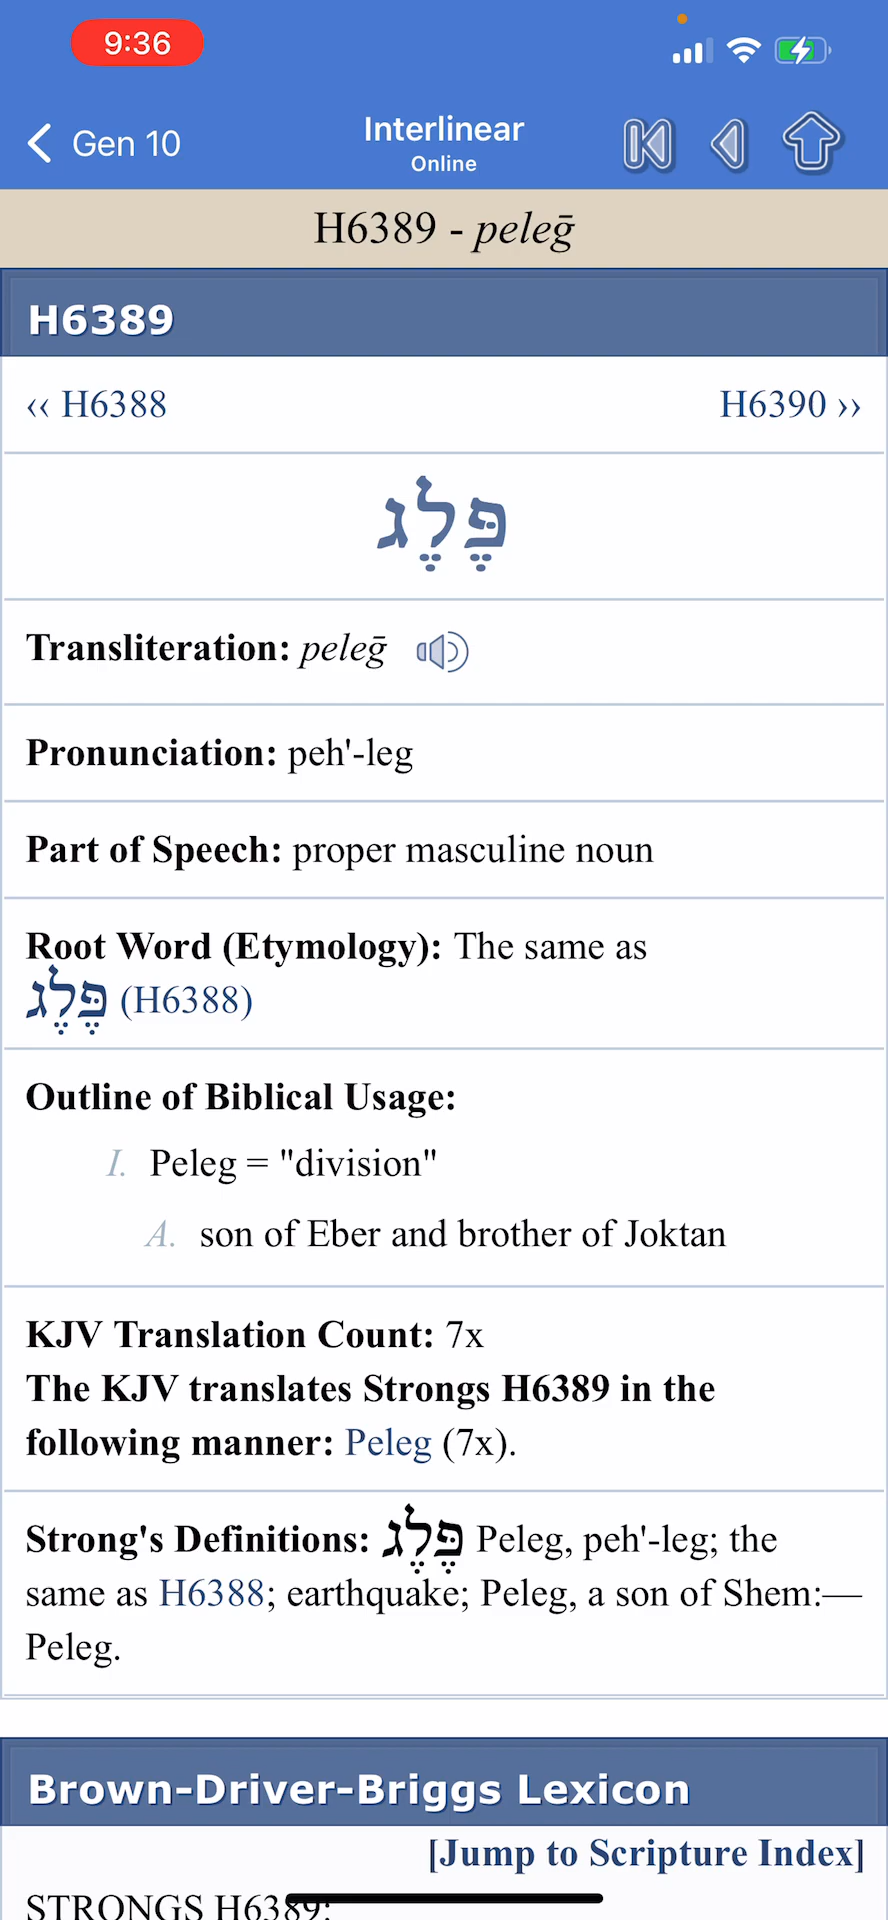 9:36
Gen 10
Interlinear
Online
H6389 - peleḡ
H6389
‹‹ H6388
H6390 ››
פֶּלֶג
Transliteration: peleḡ
Pronunciation: peh'-leg
Part of Speech: proper masculine noun
Root Word (Etymology): The same as
פֶּלֶג (H6388)
Outline of Biblical Usage:
I. Peleg = "division"
A. son of Eber and brother of Joktan
KJV Translation Count: 7x
The KJV translates Strongs H6389 in the
following manner: Peleg (7x).
Strong's Definitions: פֶּלֶג Peleg, peh'-leg; the
same as H6388; earthquake; Peleg, a son of Shem:—
Peleg.
Brown-Driver-Briggs Lexicon
[Jump to Scripture Index]
STRONGS H6389: